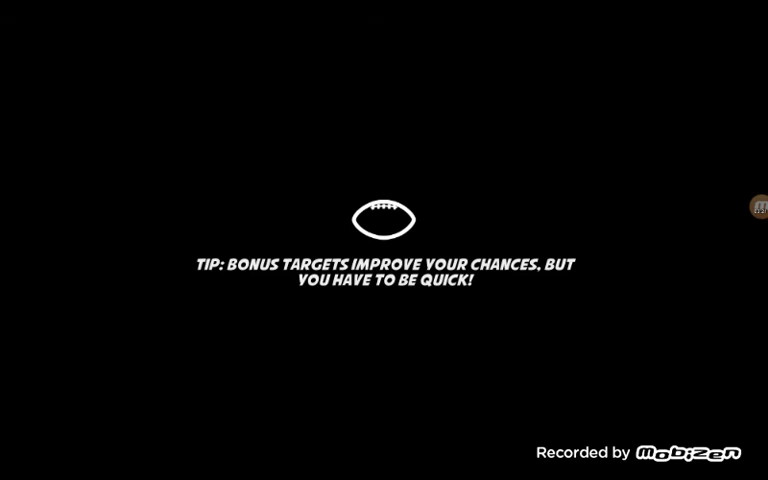 TIP: BONUS TARGETS IMPROVE YOUR CHANCES, BUT
YOU HAVE TO BE QUICK!
Recorded by mobizen